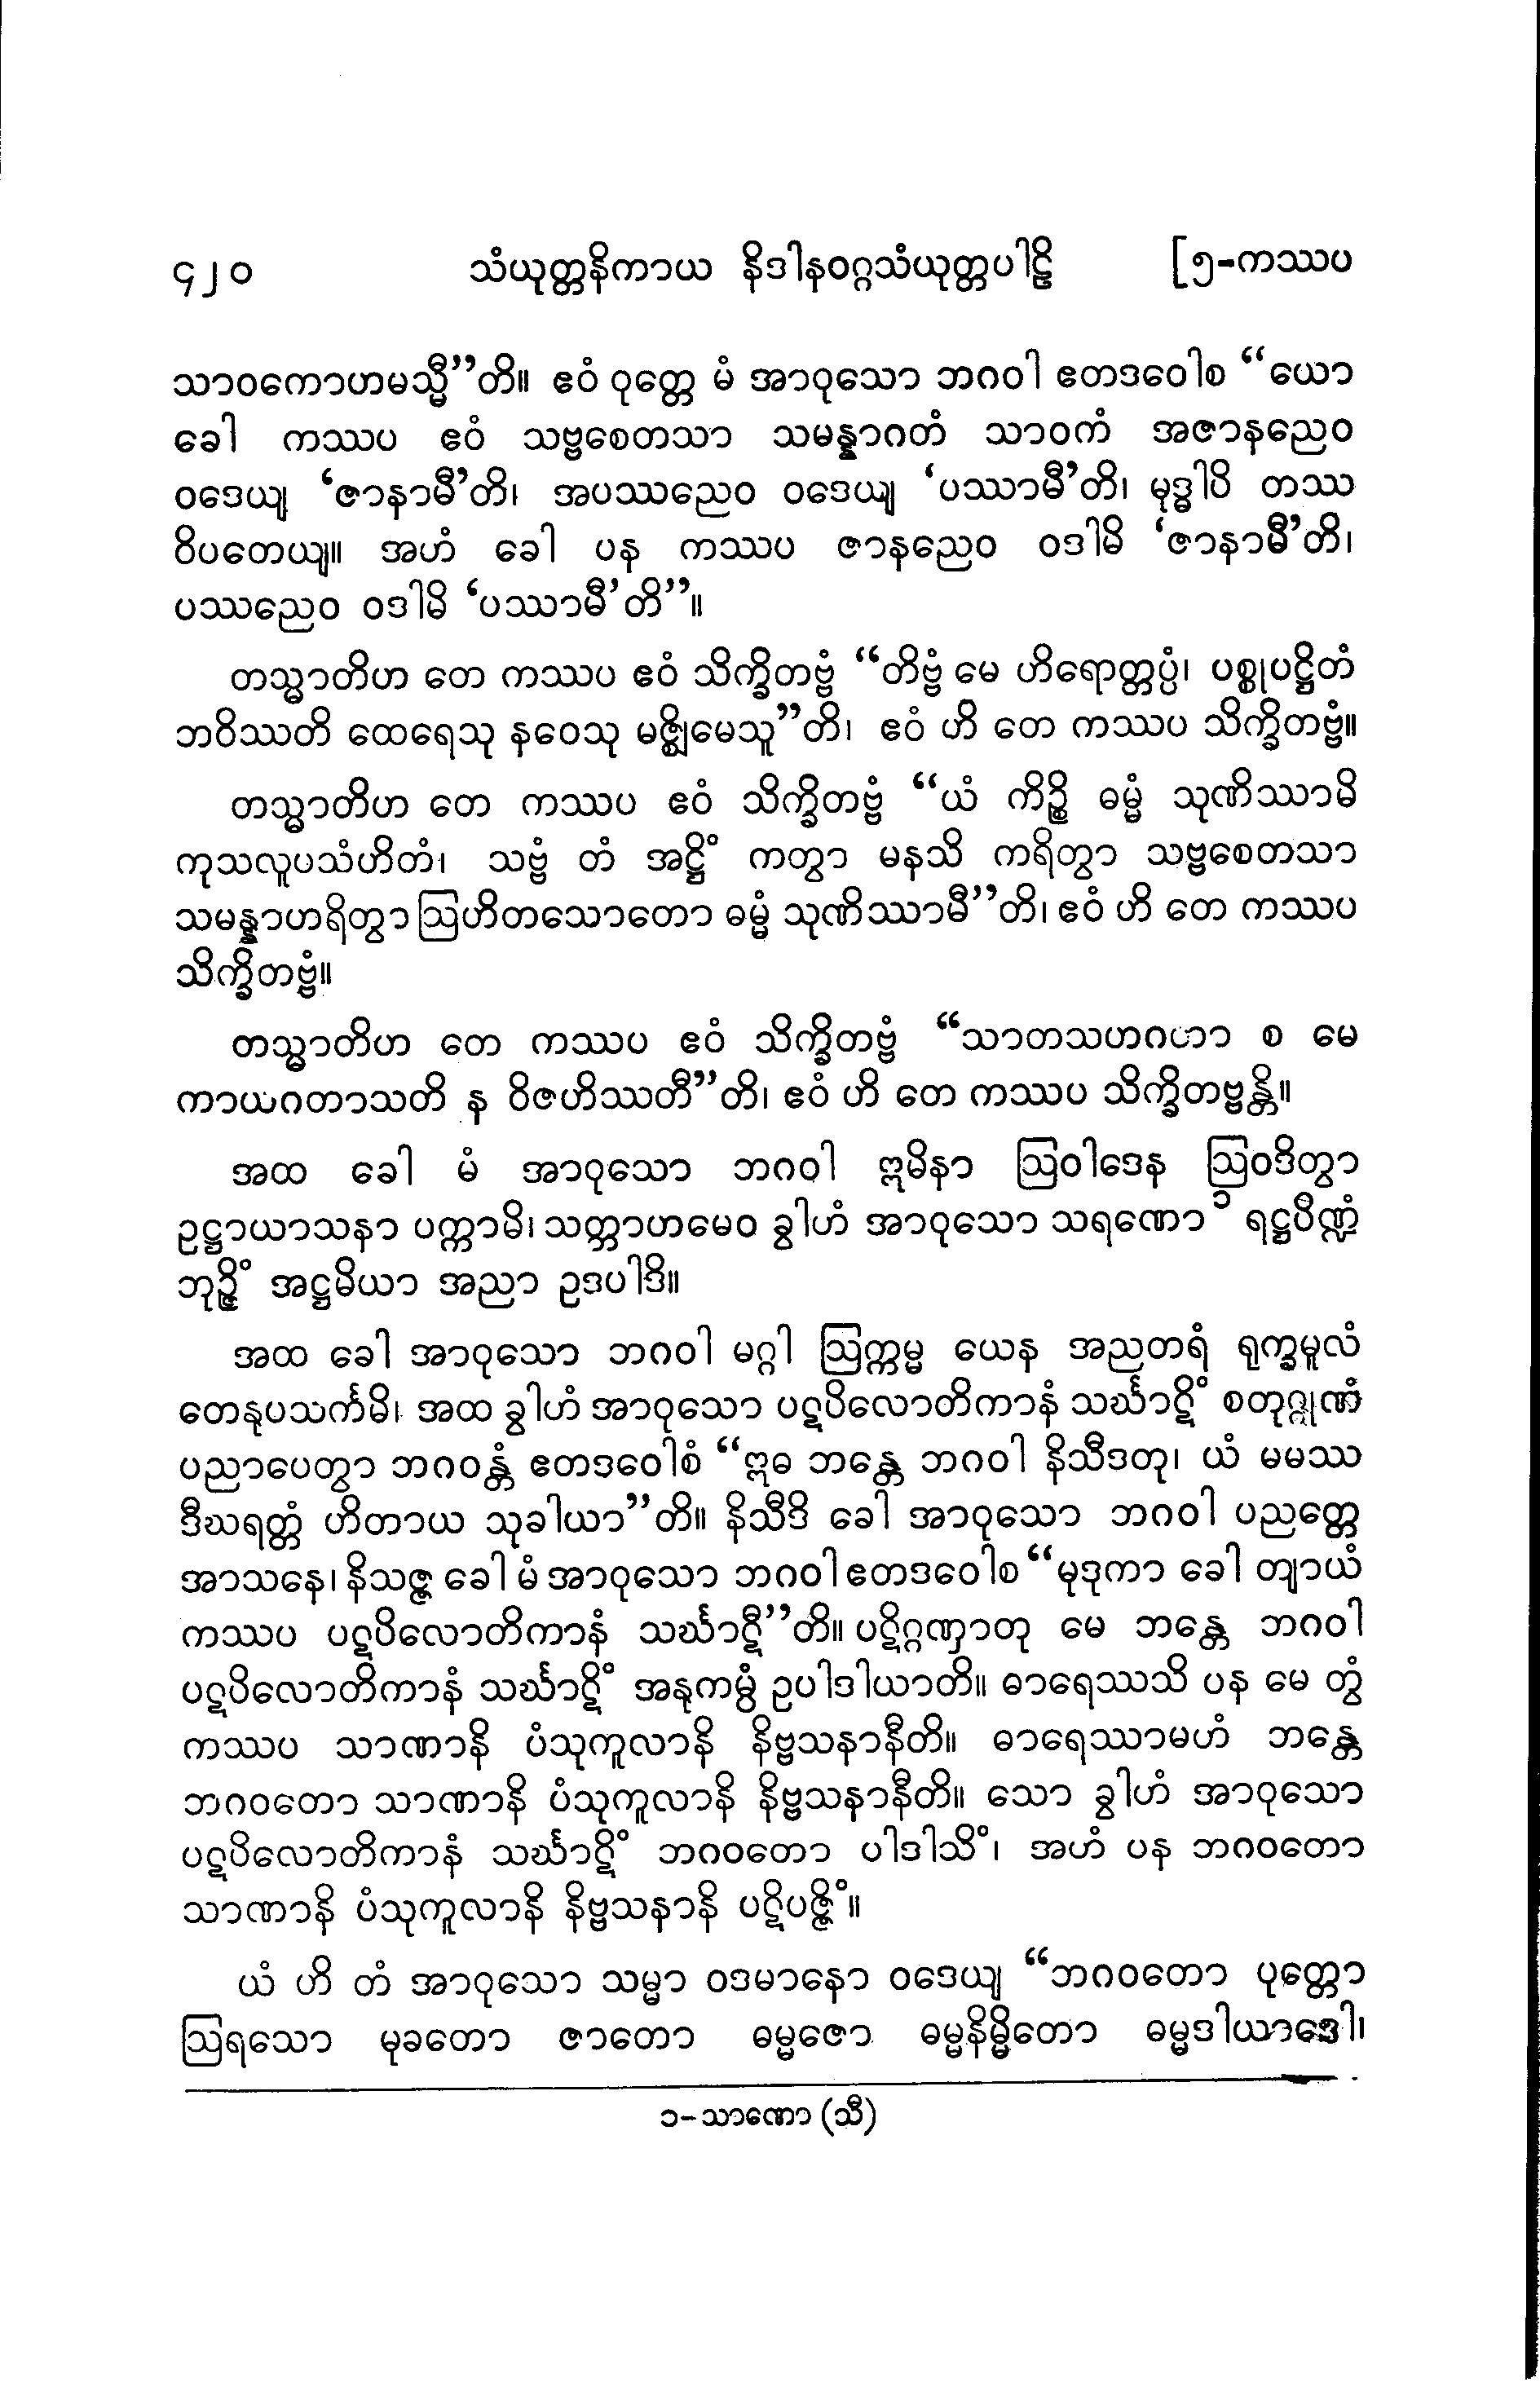 ၄၂၀ သံယုတ္တနိကာယ နိဒါနဝဂ္ဂသံယုတ္တပါဠိ [၅-ကဿပ
သာဝကောဟမသ္မီ”တိ။ ဧဝံ ဝုတ္တေ မံ အာဝုသော ဘဂဝါ ဧတဒဝေါစ “ယော
ခေါ ကဿပ ဧဝံ သဗ္ဗစေတသာ သမန္နာဂတံ သာဝကံ အဇာနညေဝ
ဝဒေယျ ‘ဇာနာမီ’တိ၊ အပဿညေဝ ဝဒေယျ ‘ပဿာမီ’တိ၊ မုဒ္ဓါပိ တဿ
ဝိပတေယျ။ အဟံ ခေါ ပန ကဿပ ဇာနညေဝ ဝဒါမိ ‘ဇာနာမီ’တိ၊
ပဿညေဝ ဝဒါမိ ‘ပဿာမီ’တိ”။
တသ္မာတိဟ တေ ကဿပ ဧဝံ သိက္ခိတဗ္ဗံ “တိဗ္ဗံ မေ ဟိရောတ္တပ္ပံ၊ ပစ္စုပဋ္ဌိတံ
ဘဝိဿတိ ထေရေသု နဝေသု မဇ္ဈိမေသူ”တိ၊ ဧဝံ ဟိ တေ ကဿပ သိက္ခိတဗ္ဗံ။
တသ္မာတိဟ တေ ကဿပ ဧဝံ သိက္ခိတဗ္ဗံ “ယံ ကိဉ္စိ ဓမ္မံ သုဏိဿာမိ
ကုသလူပသံဟိတံ၊ သဗ္ဗံ တံ အဋ္ဌိံ ကတွာ မနသိ ကရိတွာ သဗ္ဗစေတသာ
သမန္နာဟရိတွာ ဩဟိတသောတော ဓမ္မံ သုဏိဿာမီ”တိ၊ ဧဝံ ဟိ တေ ကဿပ
သိက္ခိတဗ္ဗံ။
တသ္မာတိဟ တေ ကဿပ ဧဝံ သိက္ခိတဗ္ဗံ “သာတသဟဂတာ စ မေ
ကာယဂတာသတိ န ဝိဇဟိဿတီ”တိ၊ ဧဝံ ဟိ တေ ကဿပ သိက္ခိတဗ္ဗန္တိ။
အထ ခေါ မံ အာဝုသော ဘဂဝါ ဣမိနာ ဩဝါဒေန ဩဝဒိတွာ
ဥဋ္ဌာယာသနာ ပက္ကာမိ၊ သတ္တာဟမေဝ ခွါဟံ အာဝုသော သရဏော ၁ ရဋ္ဌပိဏ္ဍံ
ဘုဉ္ဇိံ အဋ္ဌမိယာ အညာ ဥဒပါဒိ။
အထ ခေါ အာဝုသော ဘဂဝါ မဂ္ဂါ ဩက္ကမ္မ ယေန အညတရံ ရုက္ခမူလံ
တေနုပသင်္ကမိ၊ အထ ခွါဟံ အာဝုသော ပဋပိလောတိကာနံ သင်္ဃာဋိံ စတုဂ္ဂုဏံ
ပညာပေတွာ ဘဂဝန္တံ ဧတဒဝေါစံ “ဣဓ ဘန္တေ ဘဂဝါ နိသီဒတု၊ ယံ မမဿ
ဒီဃရတ္တံ ဟိတာယ သုခါယာ”တိ။ နိသီဒိ ခေါ အာဝုသော ဘဂဝါ ပညတ္တေ
အာသနေ၊ နိသဇ္ဇ ခေါ မံ အာဝုသော ဘဂဝါ ဧတဒဝေါစ “မုဒုကာ ခေါ တျာယံ
ကဿပ ပဋပိလောတိကာနံ သင်္ဃာဋီ”တိ။ ပဋိဂ္ဂဏှာတု မေ ဘန္တေ ဘဂဝါ
ပဋပိလောတိကာနံ သင်္ဃာဋိံ အနုကမ္ပံ ဥပါဒါယာတိ။ ဓာရေဿသိ ပန မေ တွံ
ကဿပ သာဏာနိ ပံသုကူလာနိ နိဗ္ဗသနာနီတိ။ ဓာရေဿာမဟံ ဘန္တေ
ဘဂဝတော သာဏာနိ ပံသုကူလာနိ နိဗ္ဗသနာနီတိ။ သော ခွါဟံ အာဝုသော
ပဋပိလောတိကာနံ သင်္ဃာဋိံ ဘဂဝတော ပါဒါသိံ၊ အဟံ ပန ဘဂဝတော
သာဏာနိ ပံသုကူလာနိ နိဗ္ဗသနာနိ ပဋိပဇ္ဇိံ။
ယံ ဟိ တံ အာဝုသော သမ္မာ ဝဒမာနော ဝဒေယျ “ဘဂဝတော ပုတ္တော
ဩရသော မုခတော ဇာတော ဓမ္မဇော ဓမ္မနိမ္မိတော ဓမ္မဒါယာဒေါ၊
၁-သာဏော (သီ)